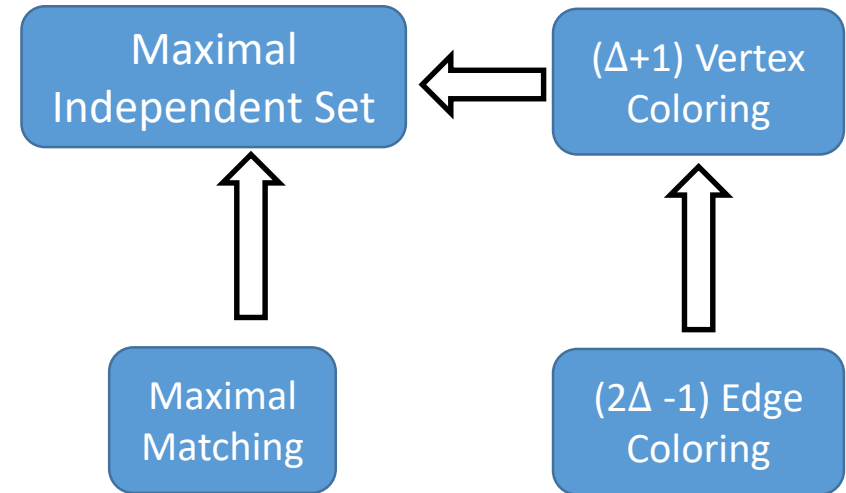 Maximal
Independent Set
(Δ+1) Vertex
Coloring
Maximal
Matching
(2Δ -1) Edge
Coloring